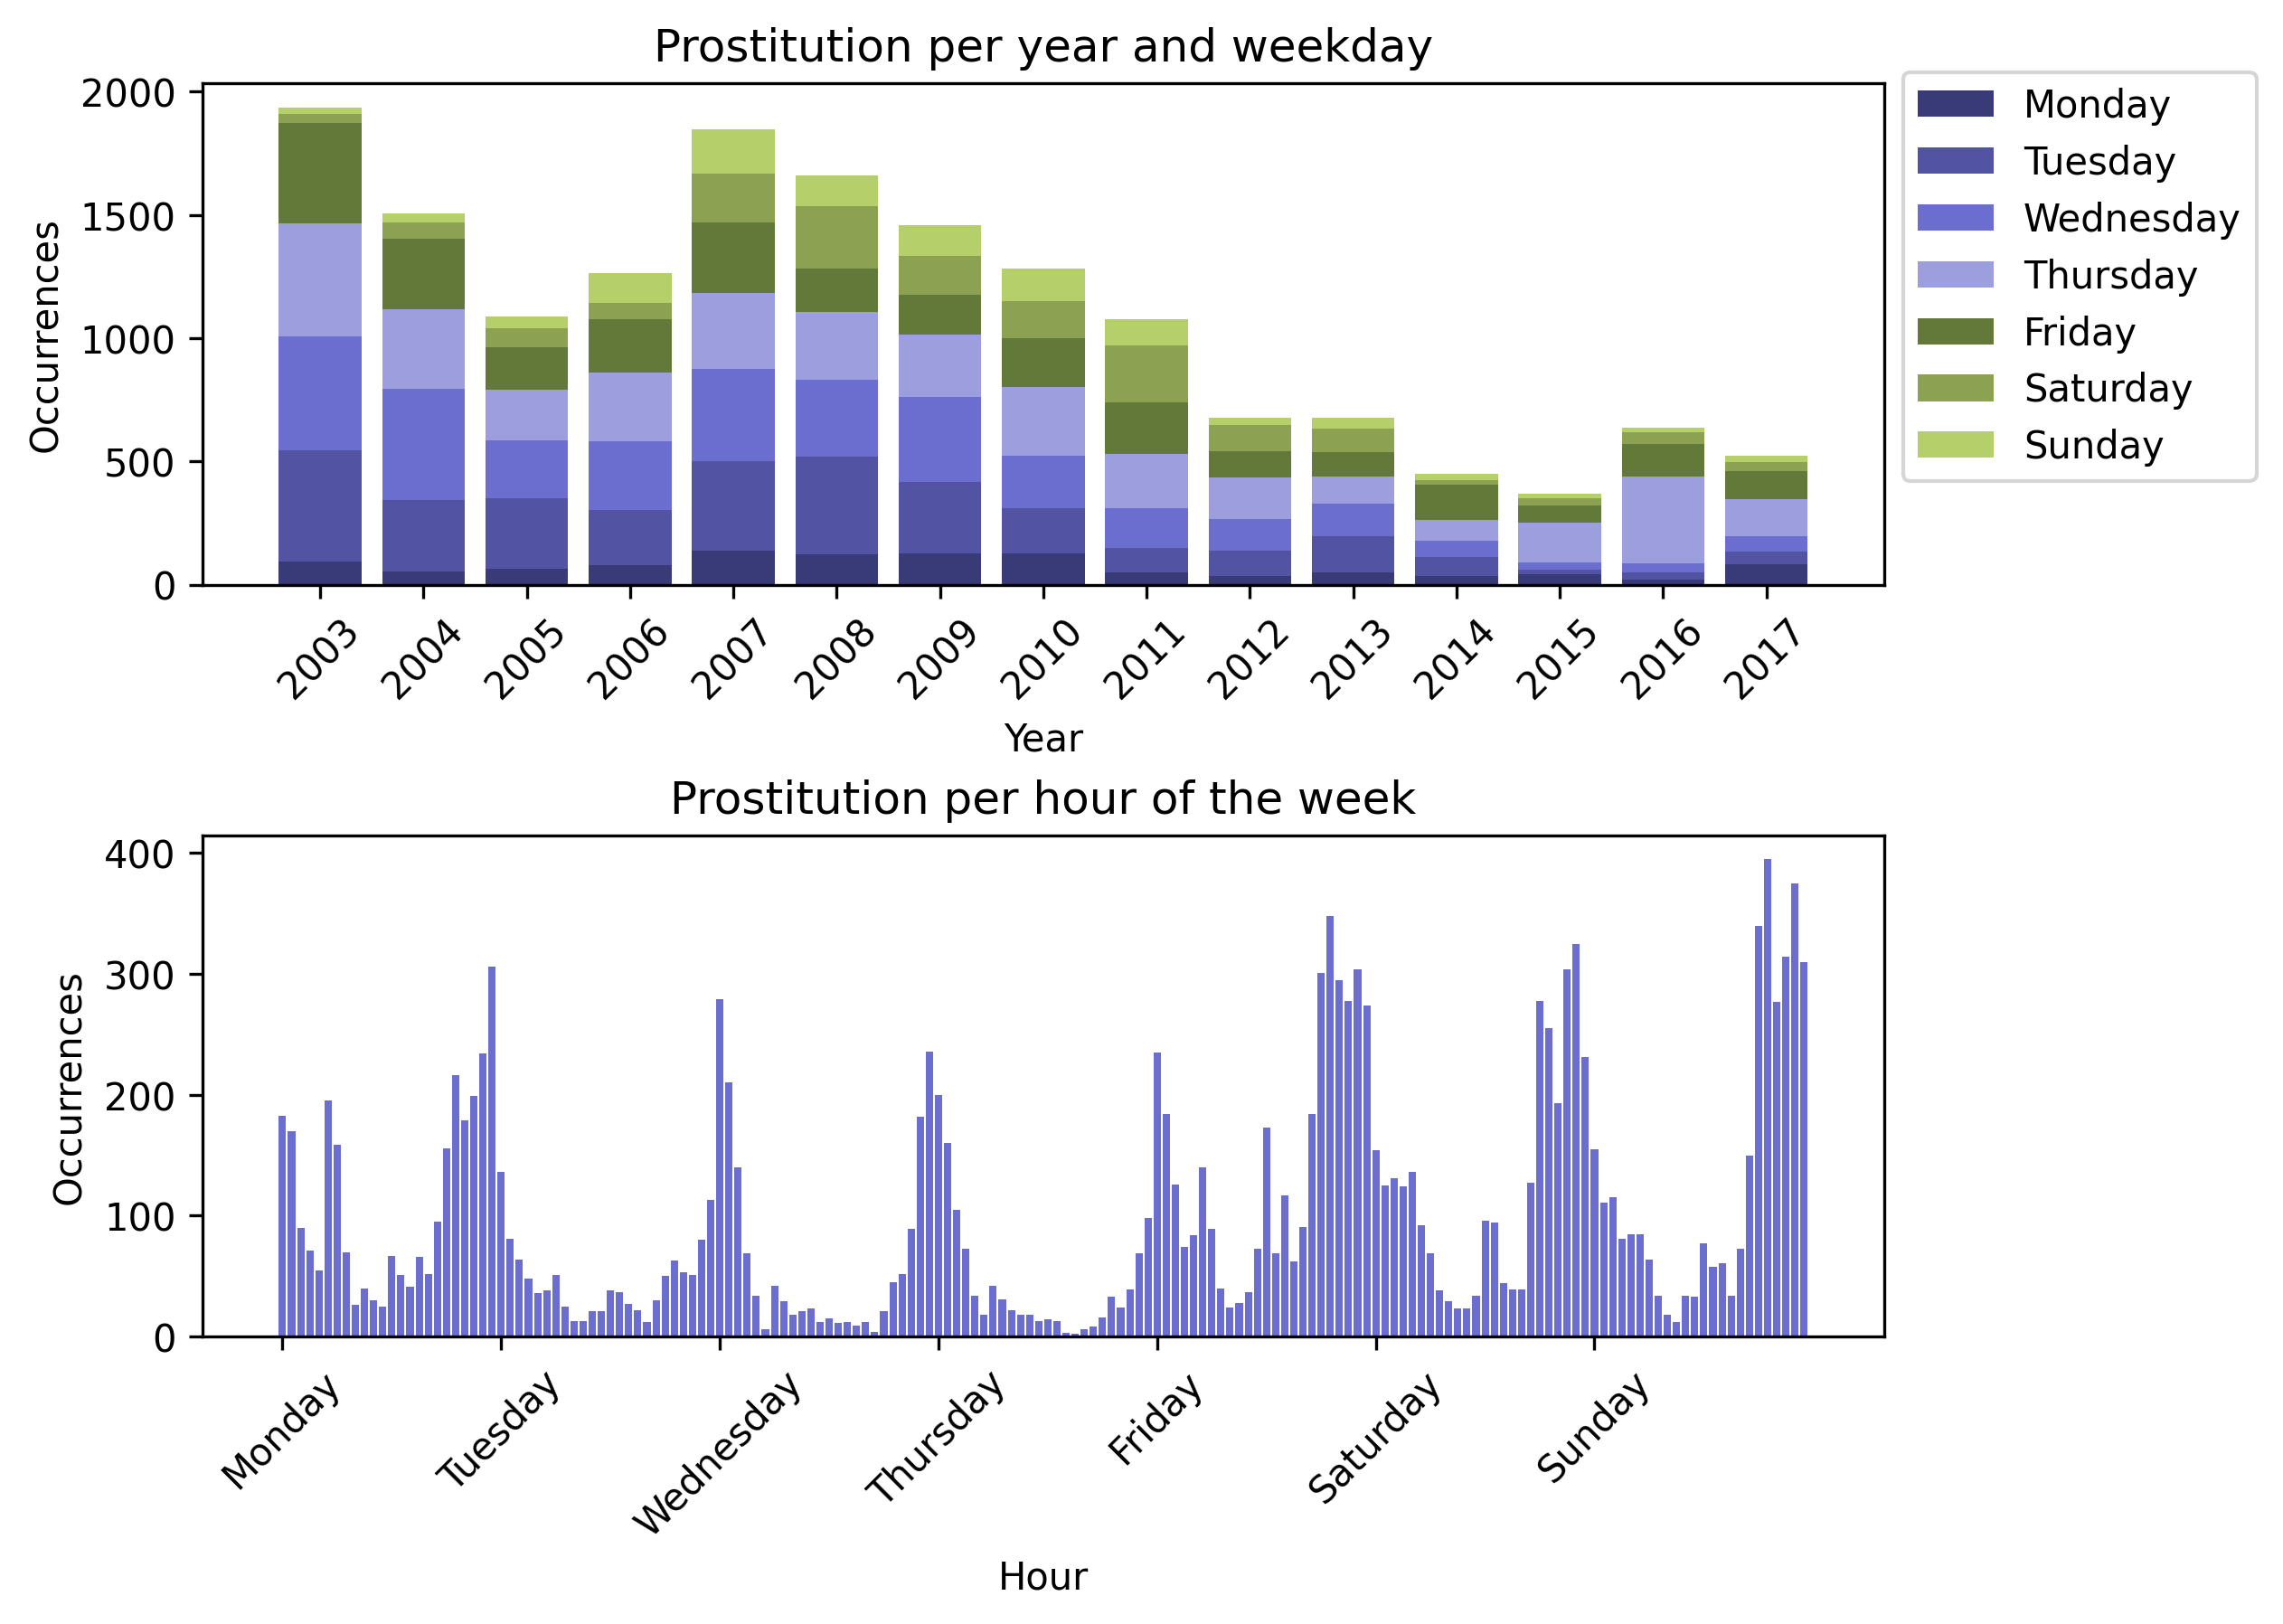 Prostitution per year and weekday
2000
1500
1000
500
0
Occurrences
2003
2004
2005
2006
2007
2008
2009
2010
2011
2012
2013
2014
2015
2016
2017
Year
Monday
Tuesday
Wednesday
Thursday
Friday
Saturday
Sunday
Prostitution per hour of the week
400
300
200
100
0
Occurrences
Monday
Tuesday
Wednesday
Thursday
Friday
Saturday
Sunday
Hour